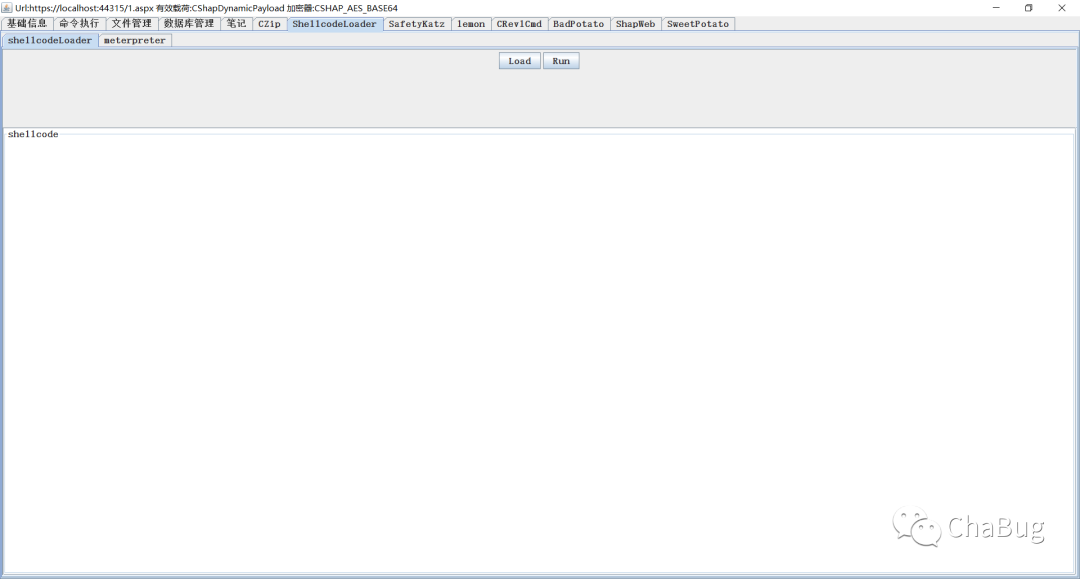 Url:https://localhost:44315/1.aspx 有效载荷:CShapDynamicPayload 加密器:CSHAP_AES_BASE64
基础信息 命令执行 文件管理 数据库管理 笔记 CZip ShellcodeLoader SafetyKatz lemon CRevlCmd BadPotato ShapWeb SweetPotato
shellcodeLoader meterpreter
Load Run
shellcode
ChaBug